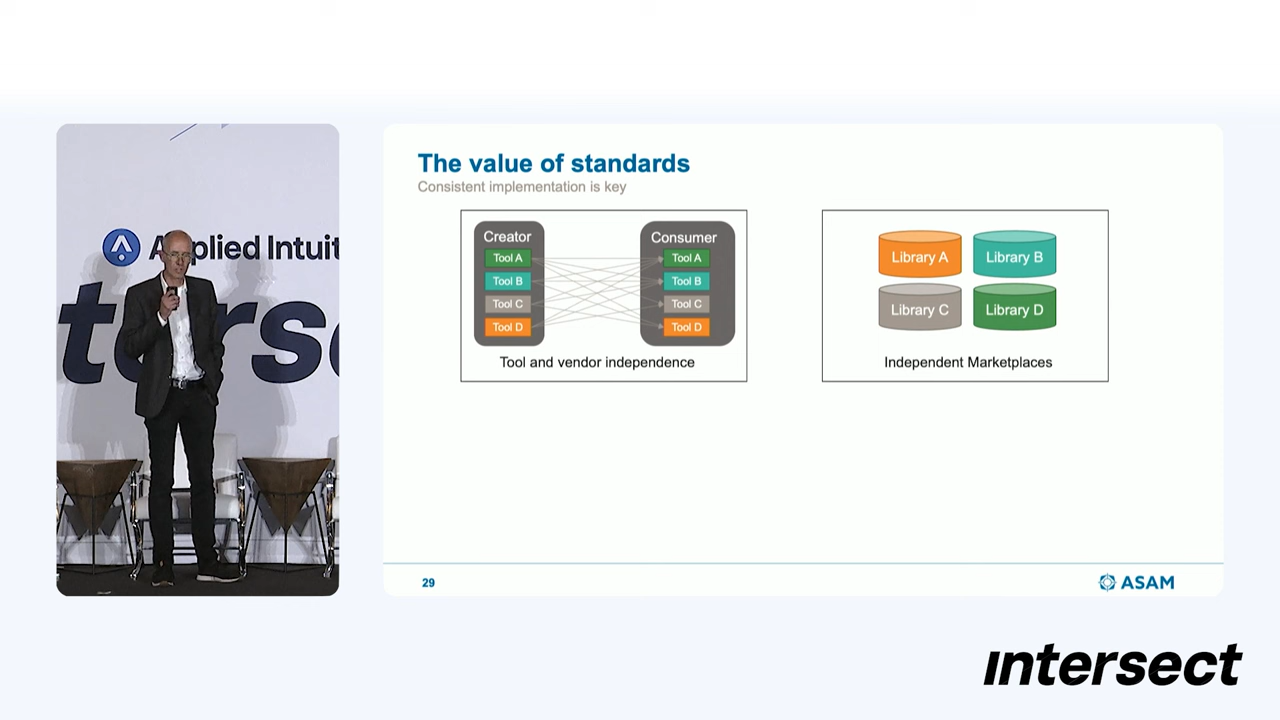 Applied Intuit
ters
The value of standards
Consistent implementation is key
Creator
Tool A
Tool B
Tool C
Tool D
Consumer
Tool A
Tool B
Tool C
Tool D
Tool and vendor independence
Library A
Library B
Library C
Library D
Independent Marketplaces
29
ASAM
intersect